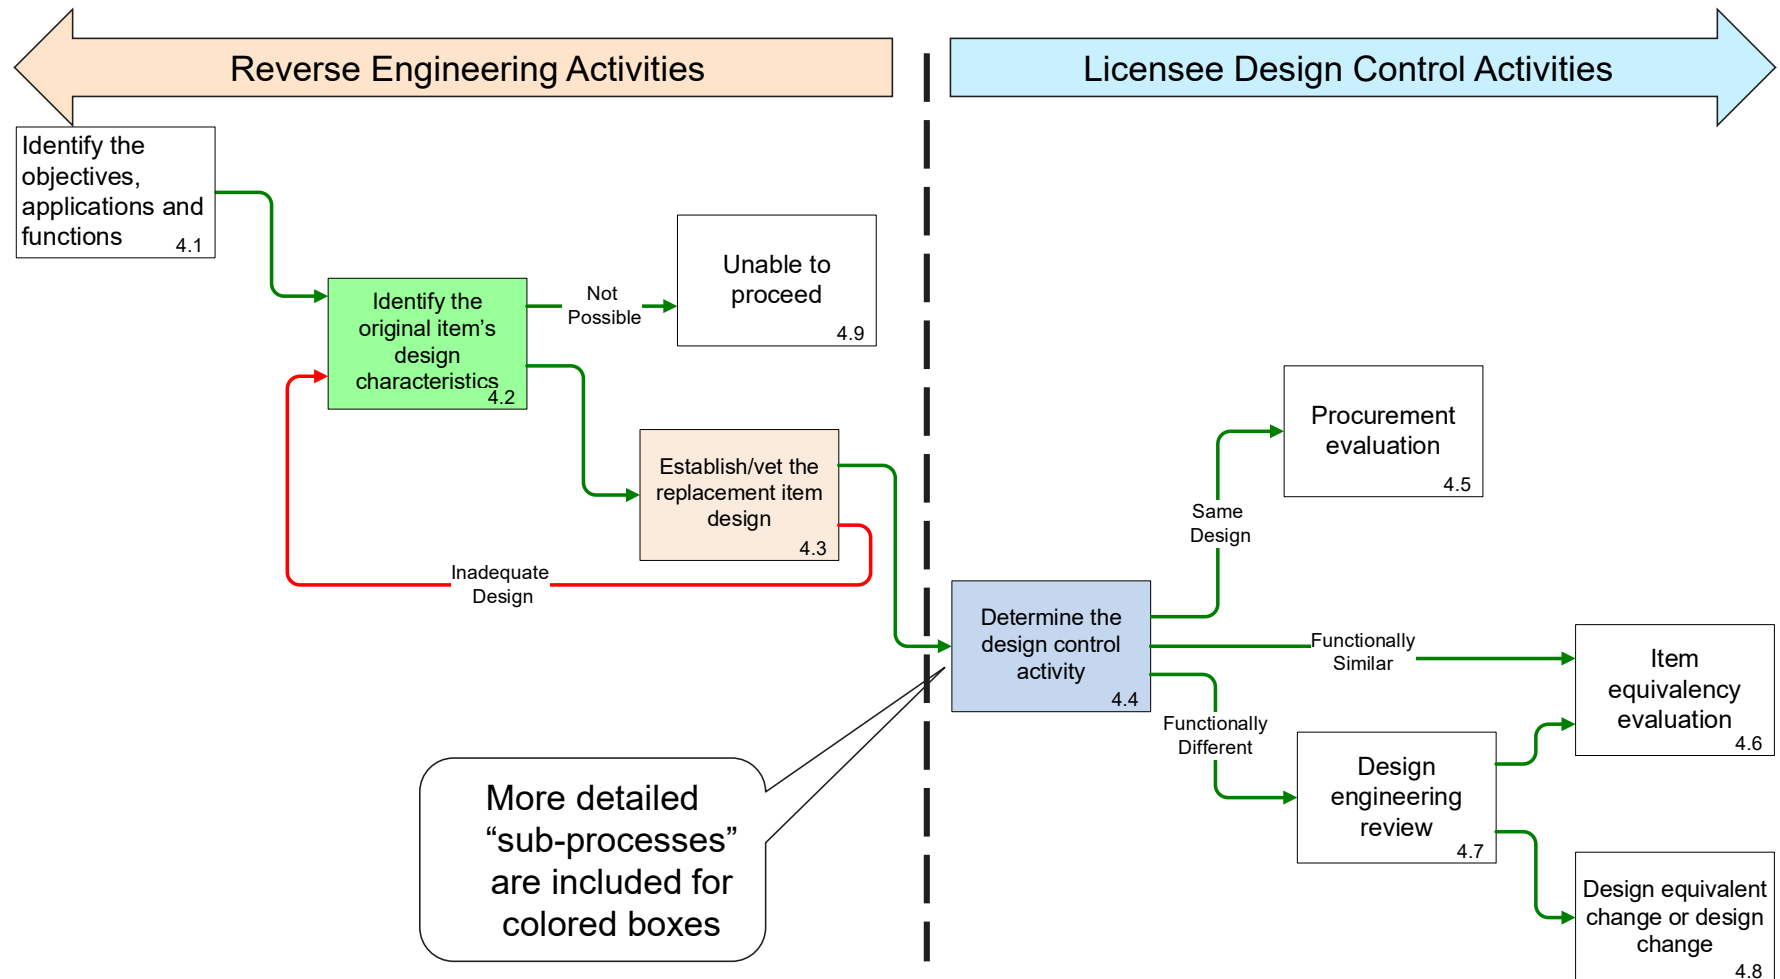 Reverse Engineering Activities
Licensee Design Control Activities
Identify the
objectives,
applications and
functions
4.1
Identify the
original item’s
design
characteristics
4.2
Not
Possible
Unable to
proceed
4.9
Establish/vet the
replacement item
design
4.3
Inadequate
Design
Determine the
design control
activity
4.4
Same
Design
Procurement
evaluation
4.5
Functionally
Similar
Item
equivalency
evaluation
4.6
Functionally
Different
Design
engineering
review
4.7
Design equivalent
change or design
change
4.8
More detailed
“sub-processes”
are included for
colored boxes